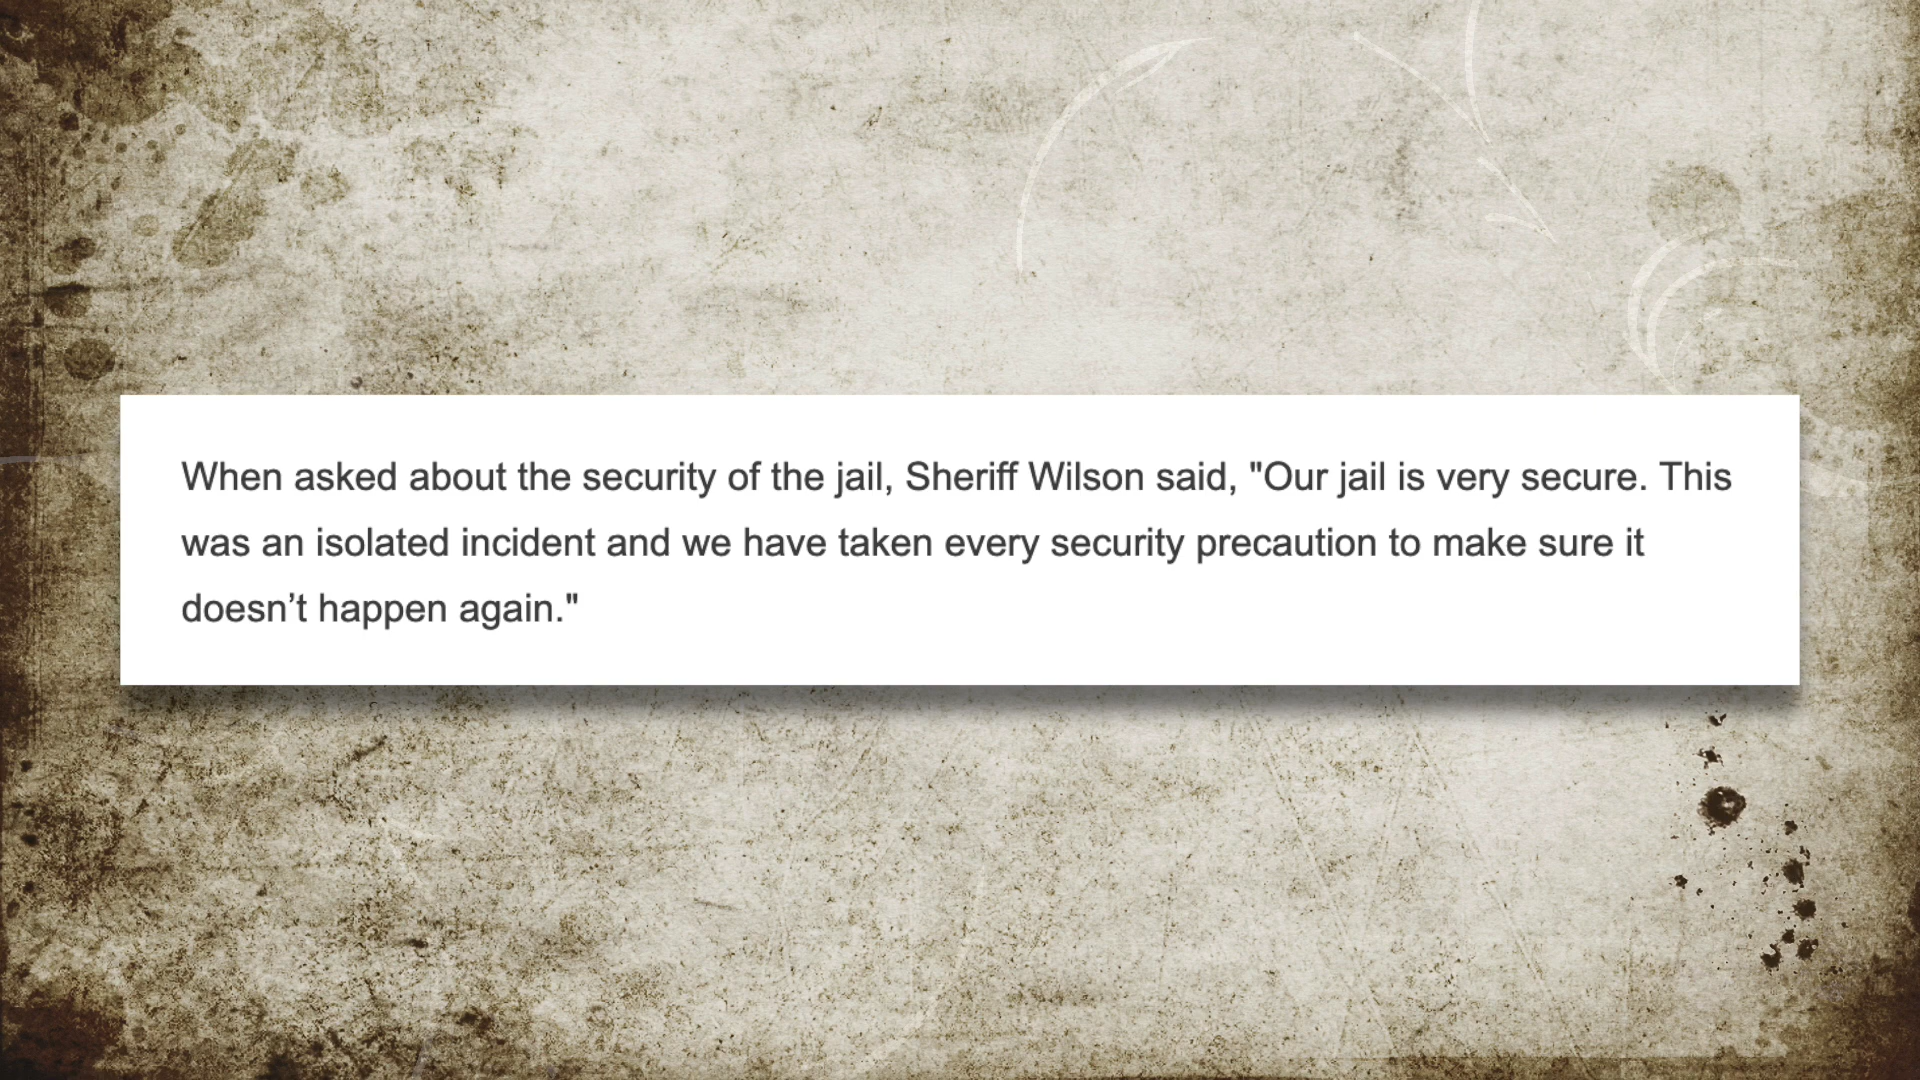 When asked about the security of the jail, Sheriff Wilson said, "Our jail is very secure. This
was an isolated incident and we have taken every security precaution to make sure it
doesn’t happen again."